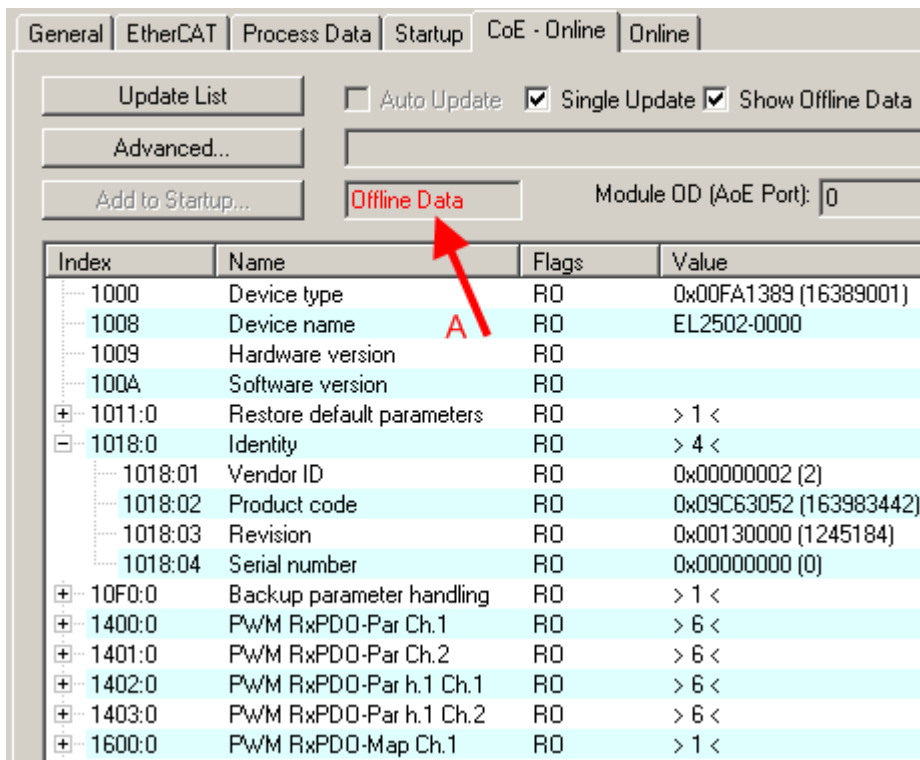 General EtherCAT Process Data Startup CoE - Online Online
Update List Auto Update Single Update Show Offline Data
Advanced...
Add to Startup... Offline Data Module OD (AoE Port): 0
Index Name Flags Value
1000 Device type RO 0x00FA1389 (16389001)
1008 Device name RO EL2502-0000
A
1009 Hardware version RO
100A Software version RO
1011:0 Restore default parameters RO > 1 <
1018:0 Identity RO > 4 <
1018:01 Vendor ID RO 0x00000002 (2)
1018:02 Product code RO 0x09C63052 (163983442)
1018:03 Revision RO 0x00130000 (1245184)
1018:04 Serial number RO 0x00000000 (0)
10F0:0 Backup parameter handling RO > 1 <
1400:0 PWM RxPDO-Par Ch.1 RO > 6 <
1401:0 PWM RxPDO-Par Ch.2 RO > 6 <
1402:0 PWM RxPDO-Par h.1 Ch.1 RO > 6 <
1403:0 PWM RxPDO-Par h.1 Ch.2 RO > 6 <
1600:0 PWM RxPDO-Map Ch.1 RO > 1 <